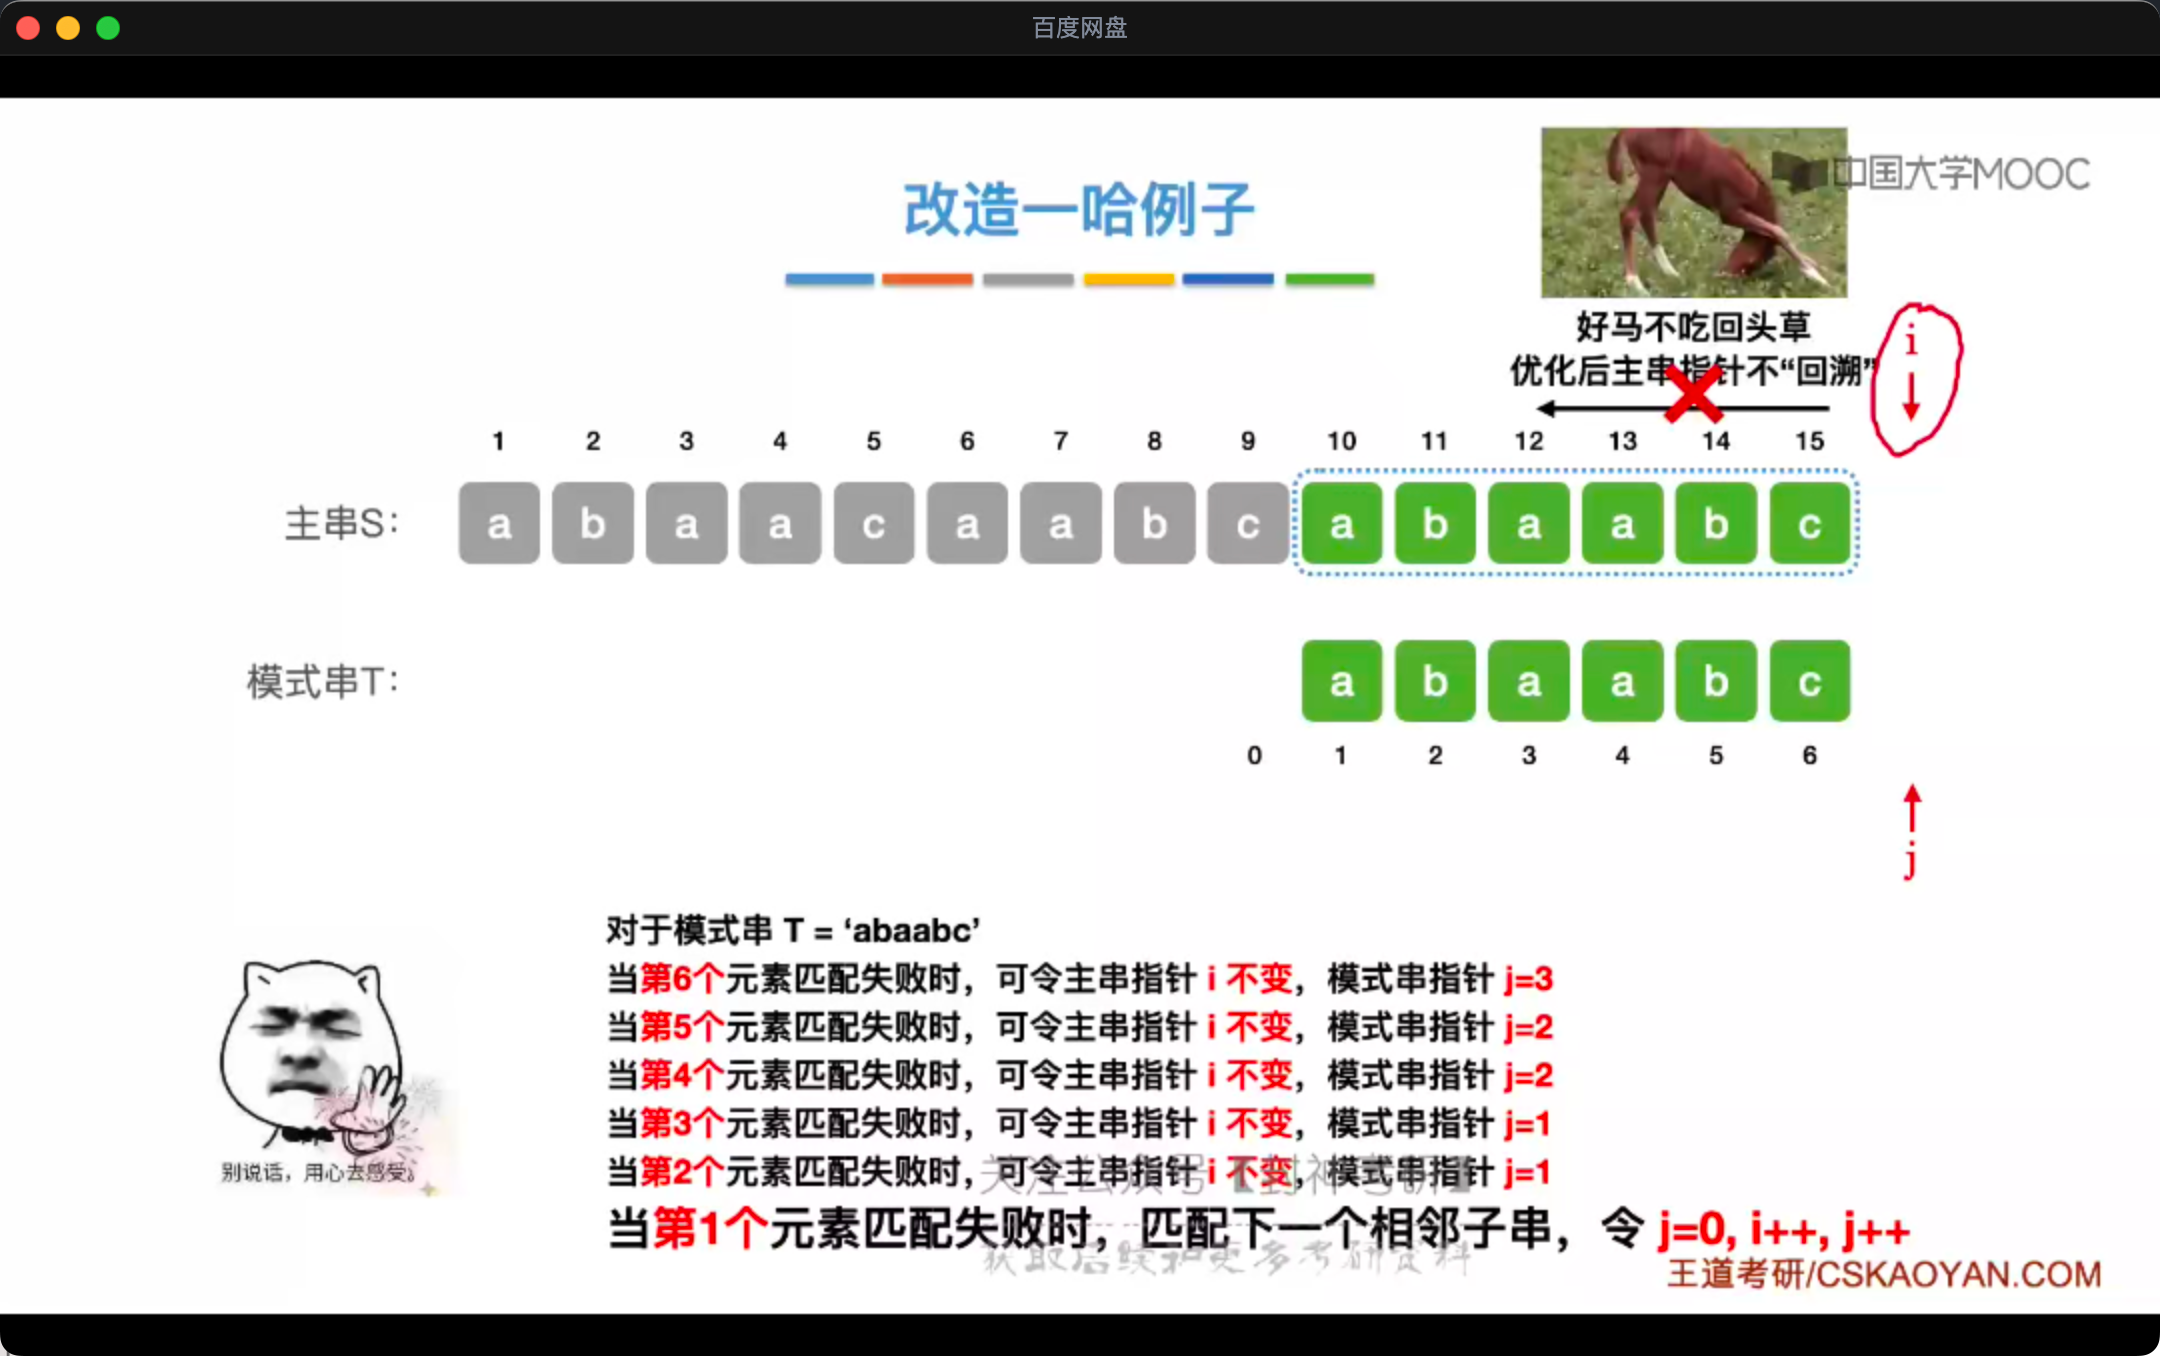 百度网盘
中国大学MOOC
改造一哈例子
好马不吃回头草
优化后主串指针不“回溯”
i
1 2 3 4 5 6 7 8 9 10 11 12 13 14 15
主串S： a b a a c a a b c a b a a b c
模式串T： a b a a b c
0 1 2 3 4 5 6
j
对于模式串 T = ‘abaabc’
当第6个元素匹配失败时，可令主串指针 i 不变，模式串指针 j=3
当第5个元素匹配失败时，可令主串指针 i 不变，模式串指针 j=2
当第4个元素匹配失败时，可令主串指针 i 不变，模式串指针 j=2
当第3个元素匹配失败时，可令主串指针 i 不变，模式串指针 j=1
当第2个元素匹配失败时，可令主串指针 i 不变，模式串指针 j=1
关注公众号【封神考研】
别说话，用心去感受。
当第1个元素匹配失败时，匹配下一个相邻子串，令 j=0, i++, j++
获取后续和更多考研资料
王道考研/CSKAOYAN.COM